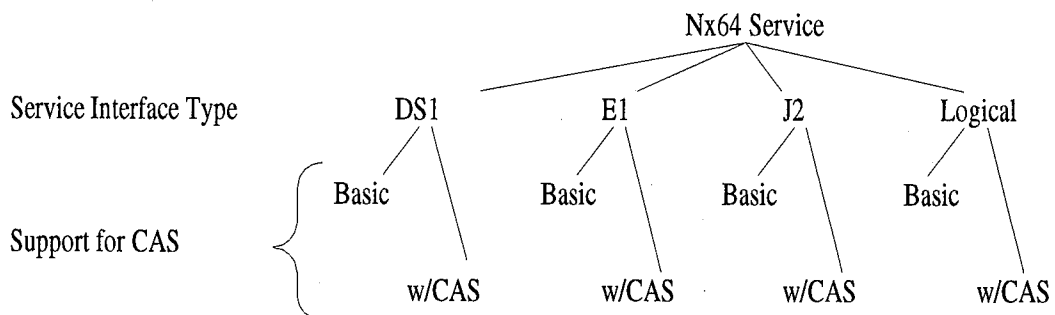 Nx64 Service
Service Interface Type DS1 E1 J2 Logical
Basic Basic Basic Basic
Support for CAS
w/CAS w/CAS w/CAS w/CAS